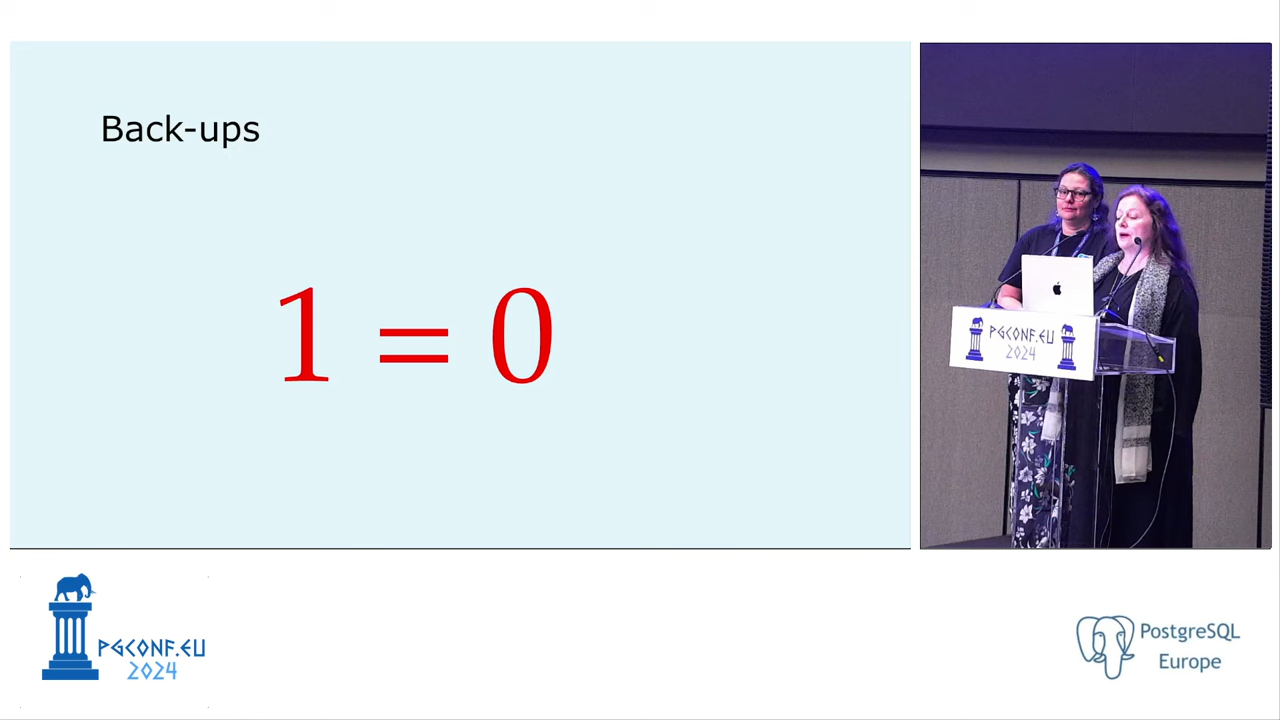 Back-ups
1 = 0
PGCONF.EU
2024
PGCONF.EU
2024
PostgreSQL
Europe